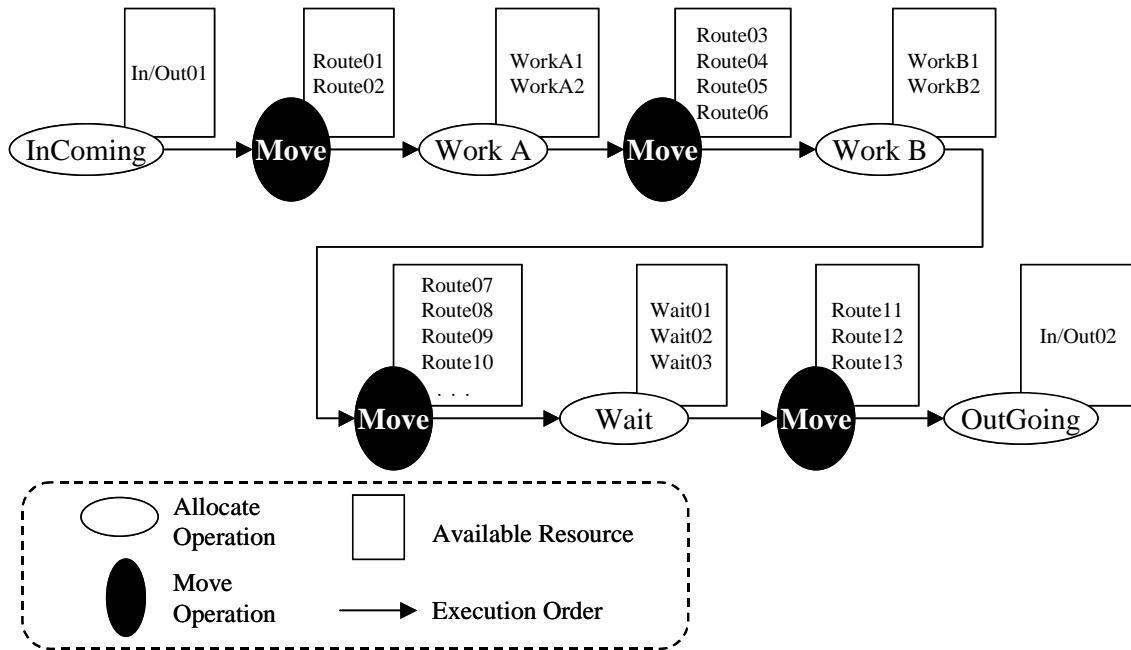 In/Out01
Route01
Route02
WorkA1
WorkA2
Route03
Route04
Route05
Route06
WorkB1
WorkB2
InComing
Move
Work A
Move
Work B
Route07
Route08
Route09
Route10
. . .
Wait01
Wait02
Wait03
Route11
Route12
Route13
In/Out02
Move
Wait
Move
OutGoing
Allocate
Operation
Available Resource
Move
Operation
Execution Order